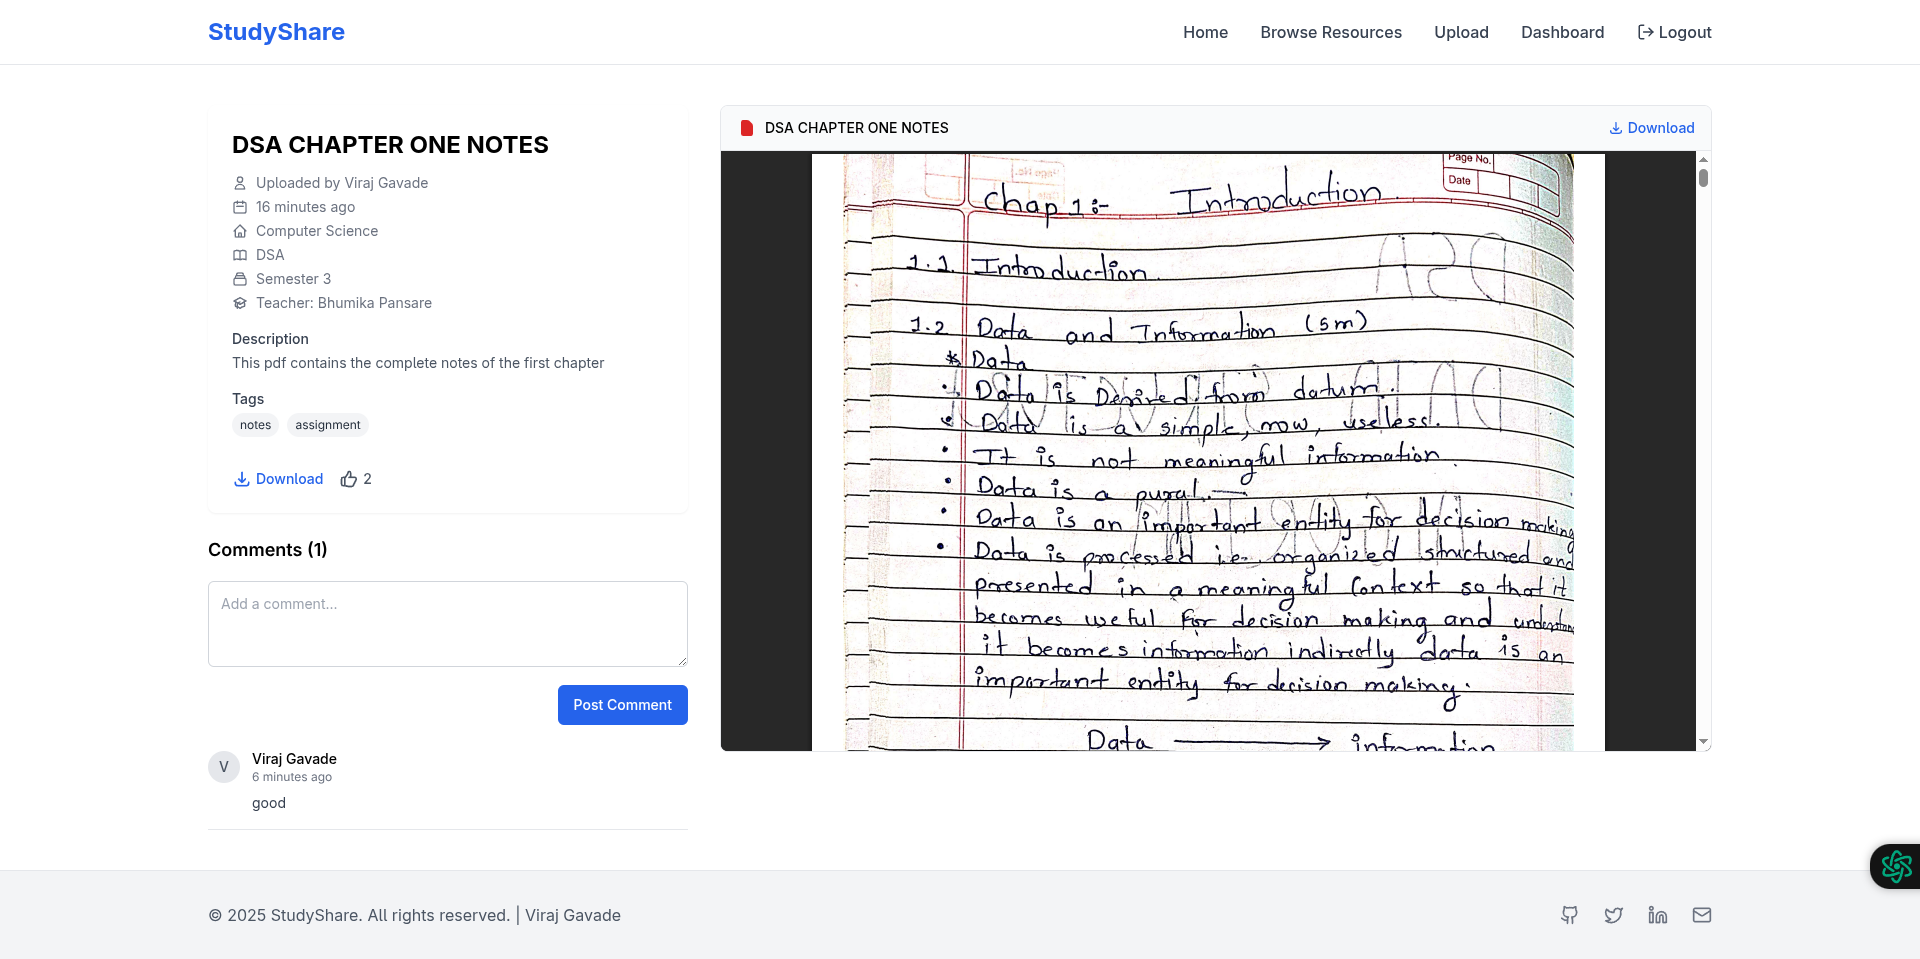 StudyShare
Home
Browse Resources
Upload
Dashboard
Logout
DSA CHAPTER ONE NOTES
Uploaded by Viraj Gavade
16 minutes ago
Computer Science
DSA
Semester 3
Teacher: Bhumika Pansare
Description
This pdf contains the complete notes of the first chapter
Tags
notes
assignment
Download
2
Comments (1)
Add a comment...
Post Comment
V
Viraj Gavade
6 minutes ago
good
DSA CHAPTER ONE NOTES
Download
Page No.
Date
Chap 1:- Introduction
1.1. Introduction.
1.2 Data and Information (5m)
* Data
• Data is Derived from datum.
• Data is a simple, row, useless.
• It is not meaningful information.
• Data is a pural.
• Data is an important entity for decision making
• Data is processed i.e. organized structured and
presented in a meaningful Context so that it
becomes useful for decision making and
it becomes information indirectly data is an
important entity for decision making.
Data → information
© 2025 StudyShare. All rights reserved. | Viraj Gavade